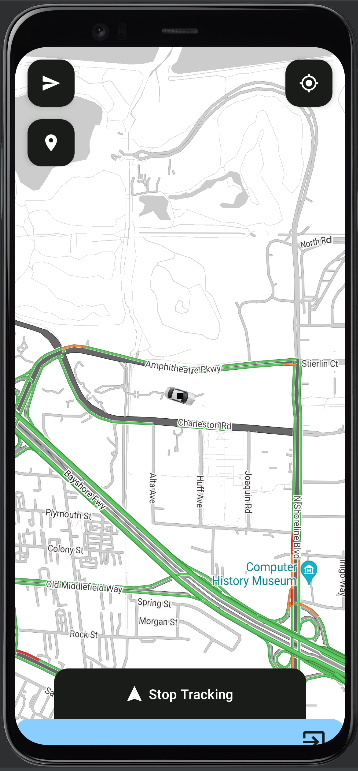 North Rd
Amphitheatre Pkwy
Stierlin Ct
Charleston Rd
Bayshore Fwy
Alta Ave
Huff Ave
Joaquin Rd
N Shoreline Blvd
Plymouth St
Colony St
Computer
History Museum
Old Middlefield Way
Spring St
Morgan St
Rock St
Stop Tracking